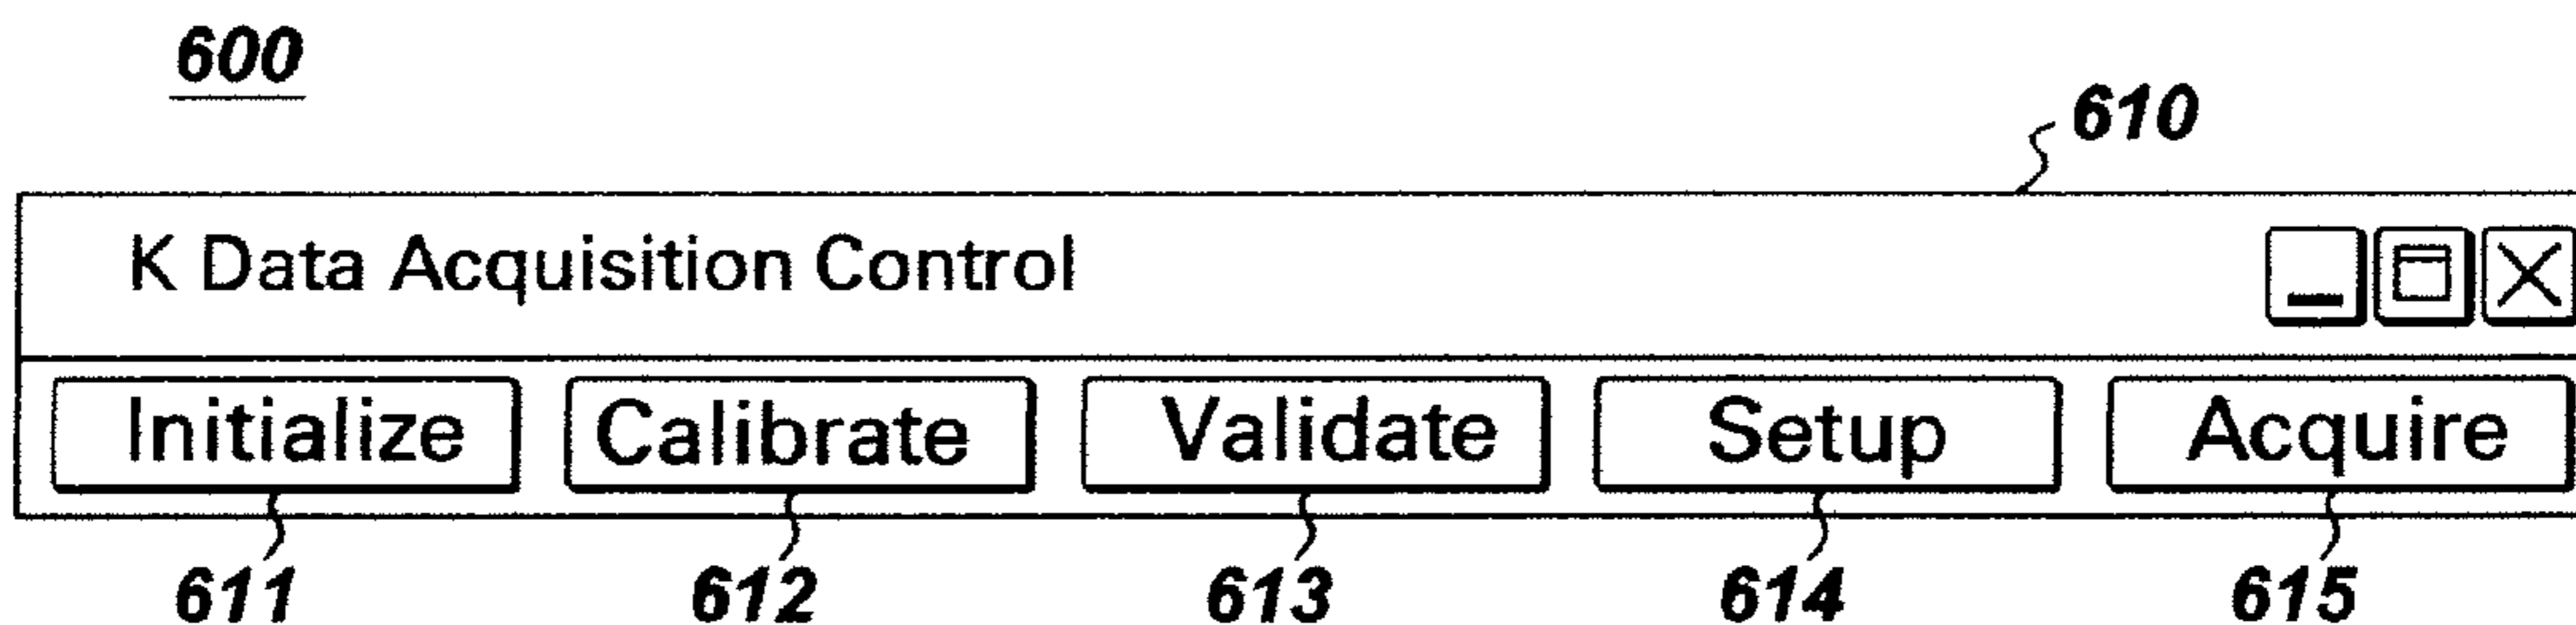 600
610
K Data Acquisition Control
Initialize Calibrate Validate Setup Acquire
611 612 613 614 615